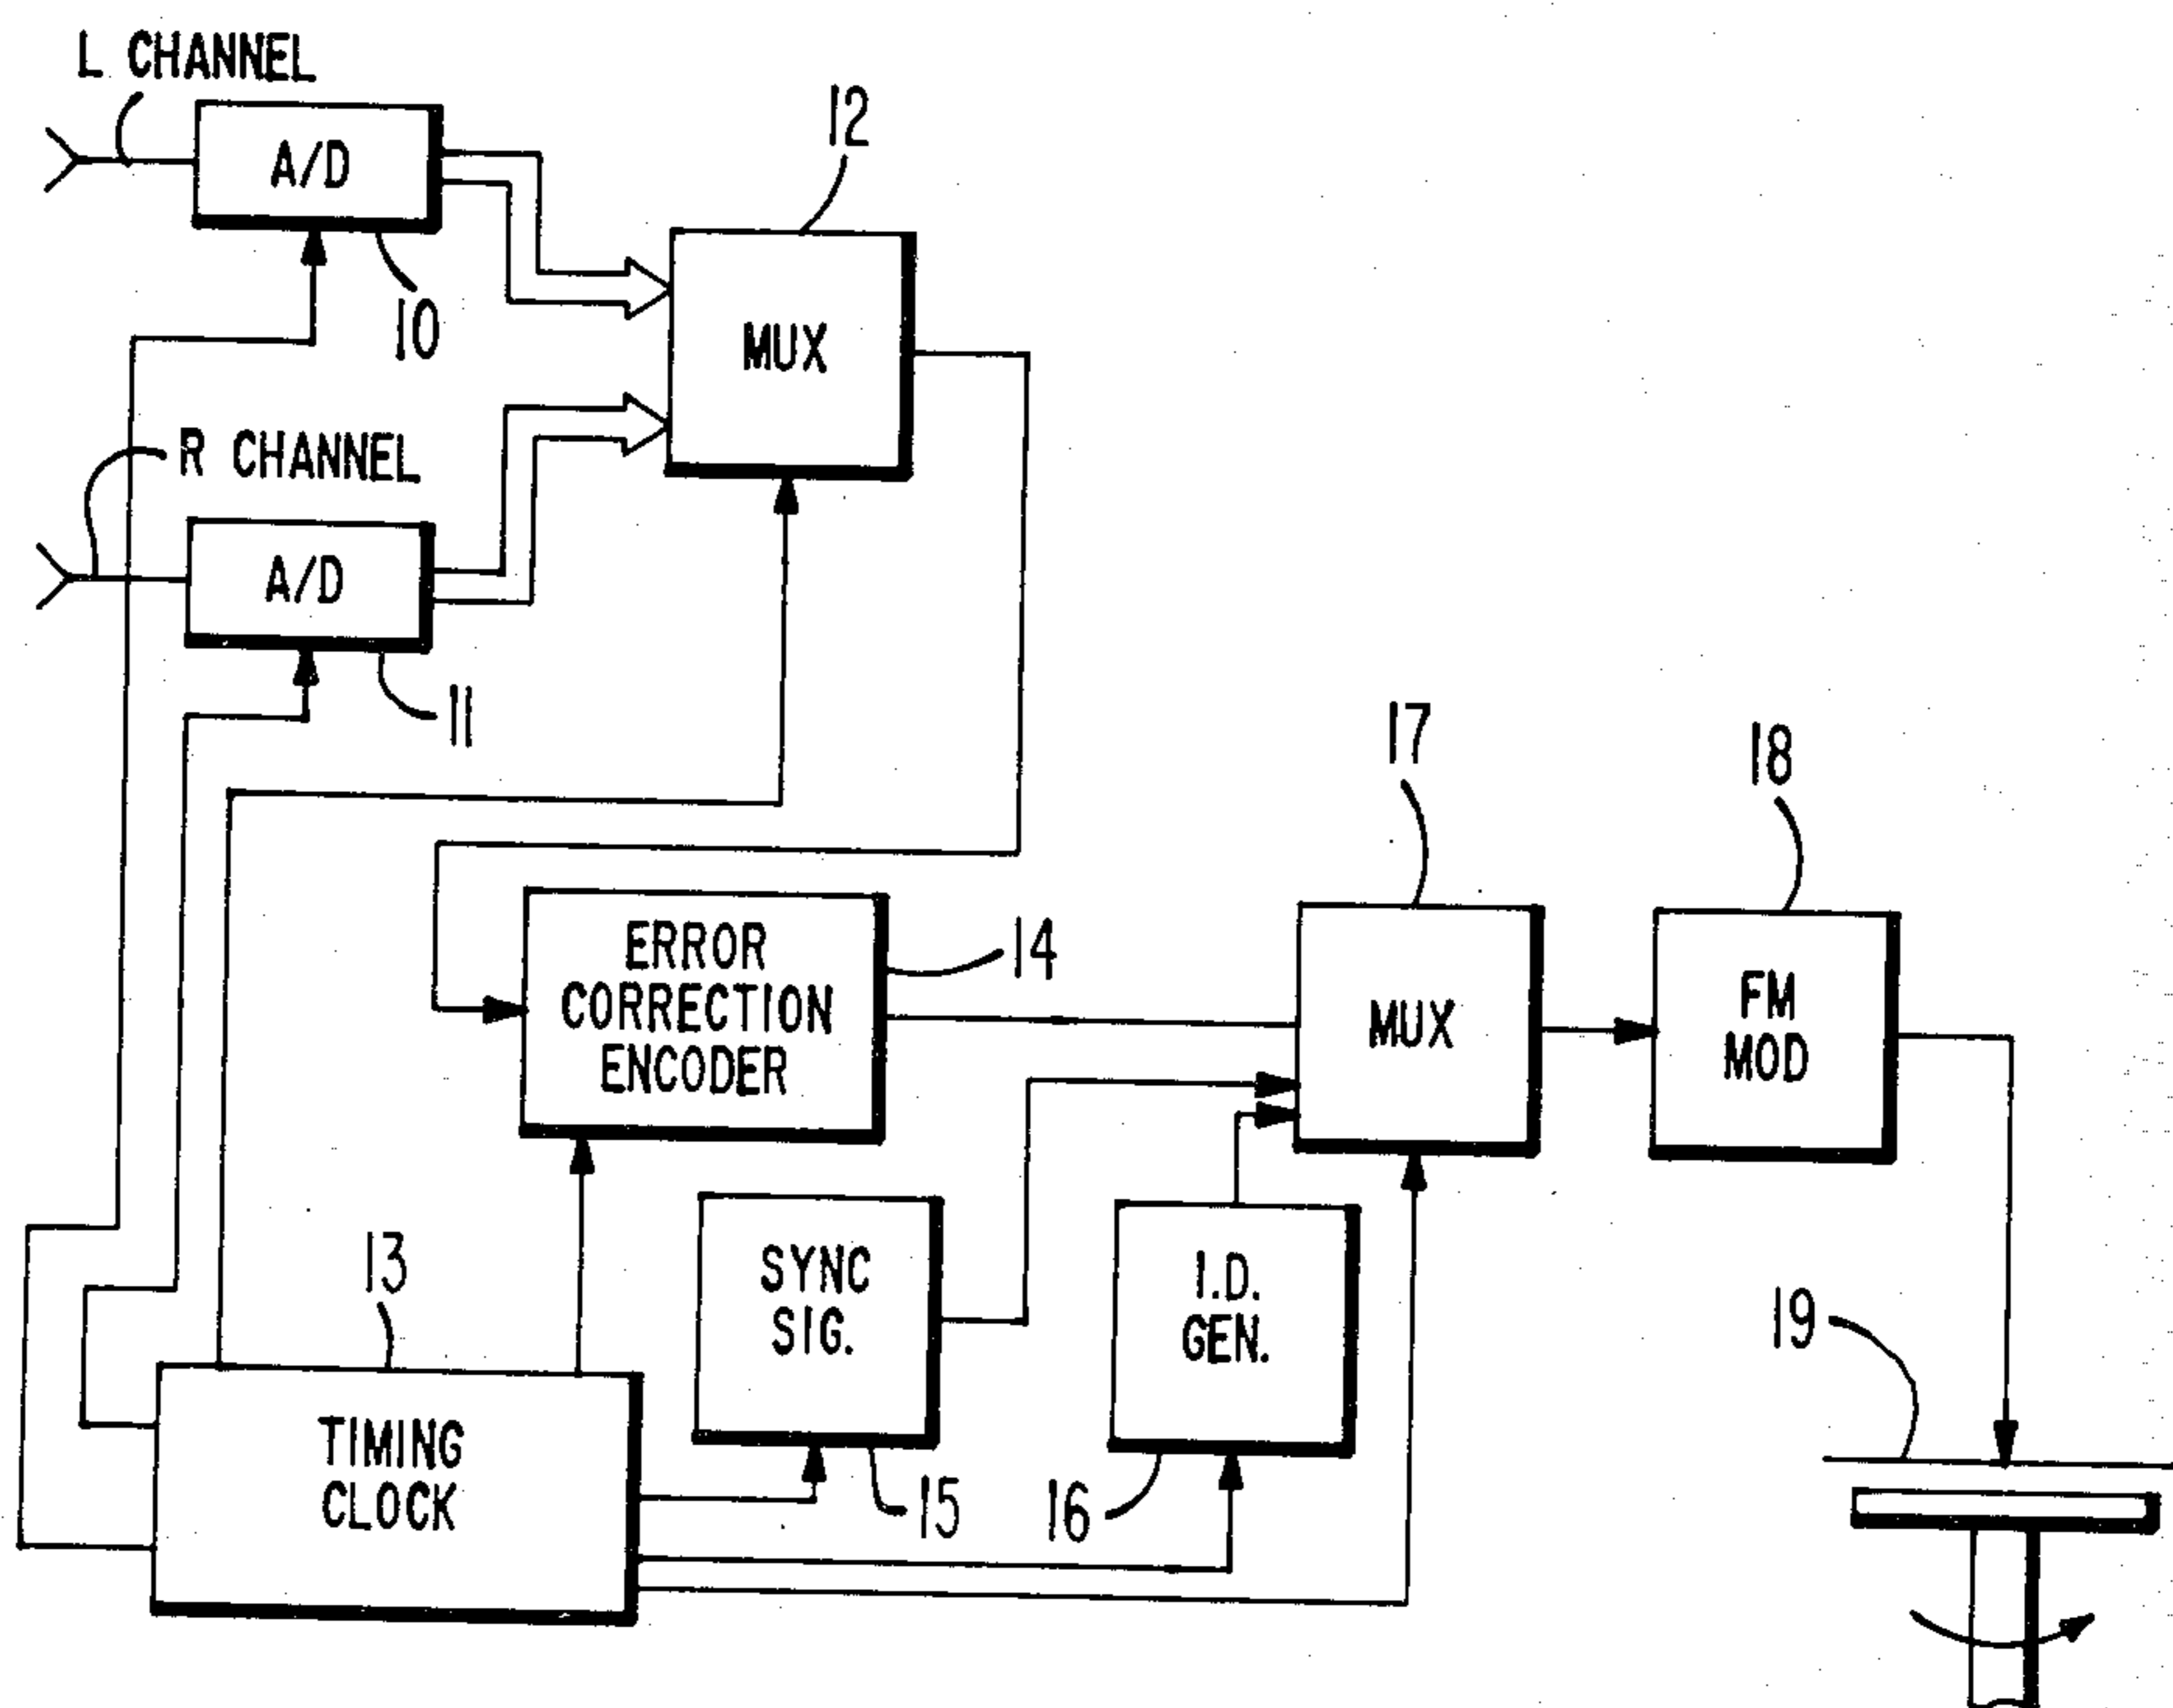 L CHANNEL
A/D
10
12
MUX
R CHANNEL
A/D
11
17
18
ERROR
CORRECTION
ENCODER
14
MUX
FM
MOD
13
SYNC
SIG.
I.D.
GEN.
19
TIMING
CLOCK
15
16